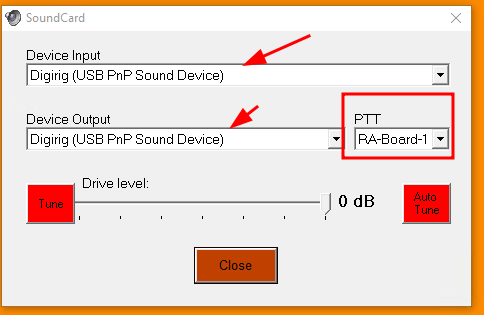 SoundCard
Device Input
Digirig (USB PnP Sound Device)
Device Output
PTT
Digirig (USB PnP Sound Device)
RA-Board-1
Drive level:
Tune
0 dB
Auto
Tune
Close